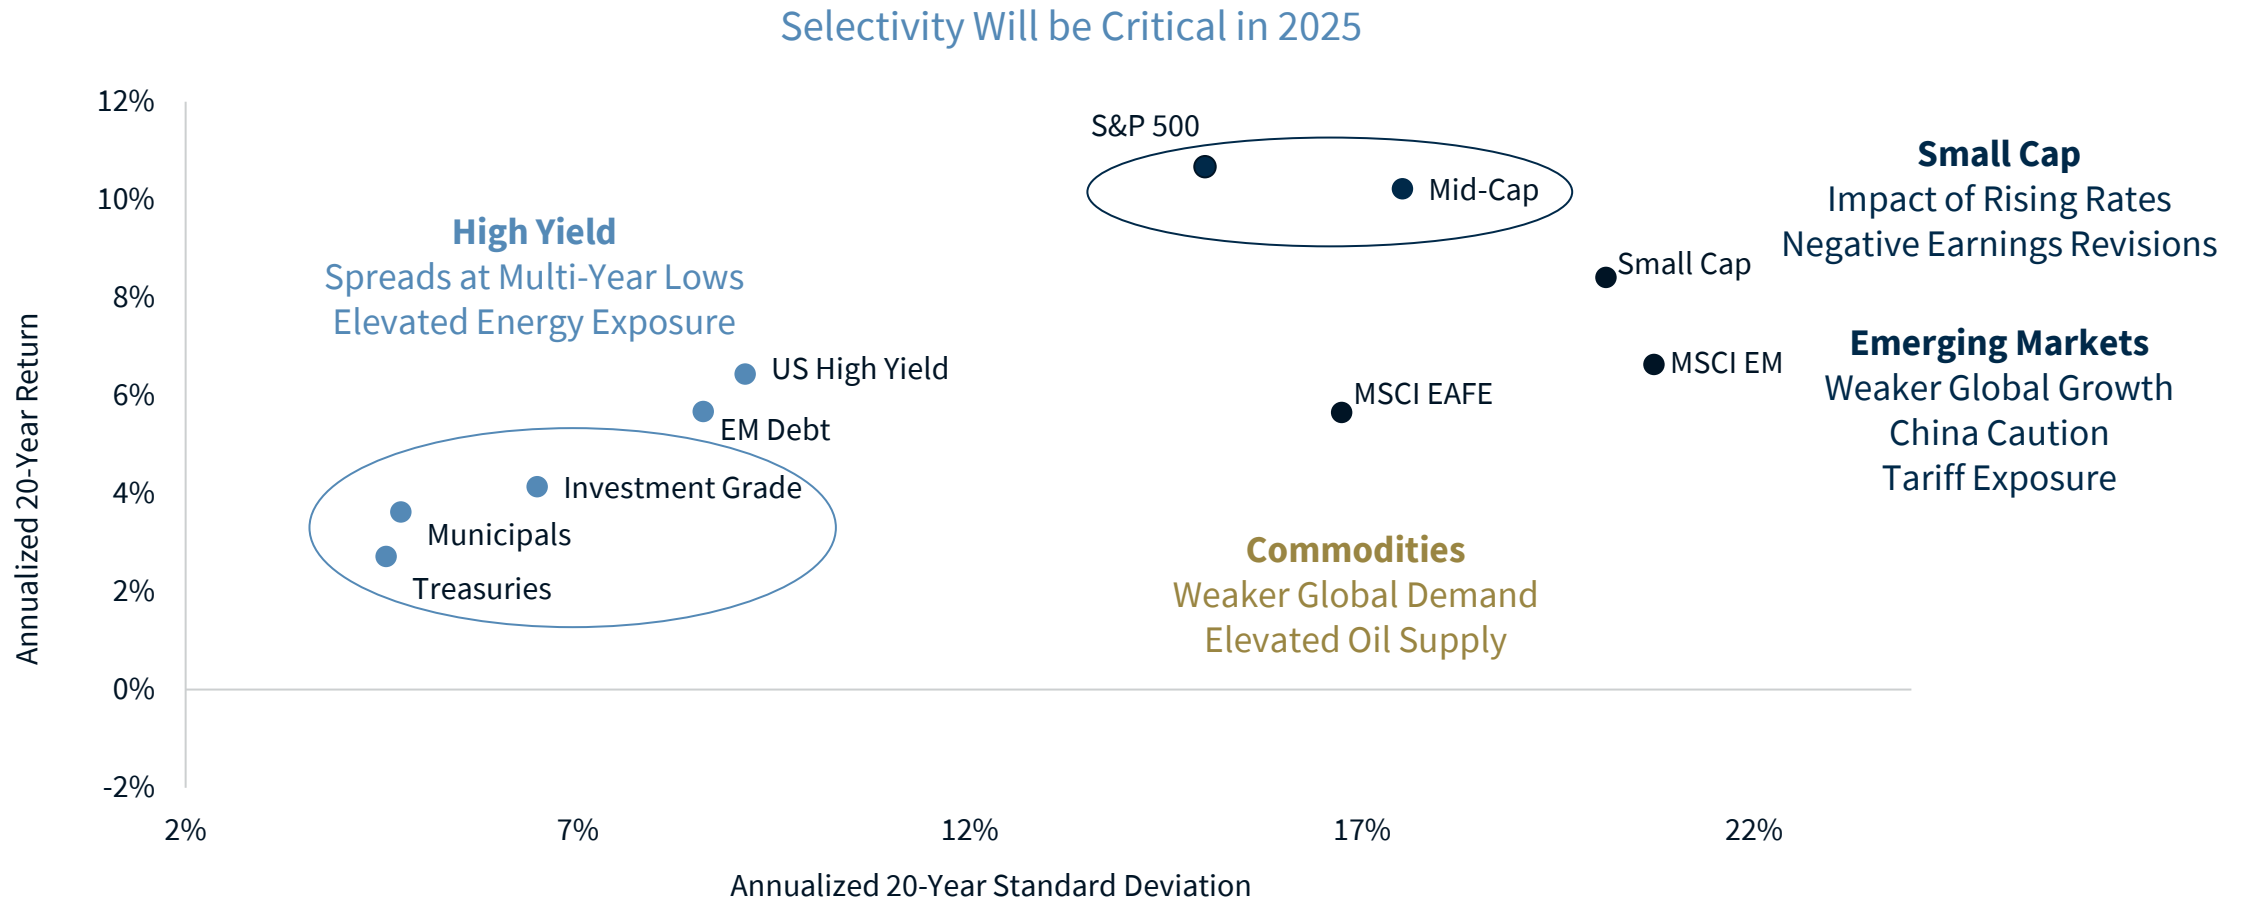 Selectivity Will be Critical in 2025
12%
10%
8%
6%
4%
2%
0%
-2%
Annualized 20-Year Return
S&P 500
Mid-Cap
Small Cap
MSCI EM
MSCI EAFE
High Yield
Spreads at Multi-Year Lows
Elevated Energy Exposure
US High Yield
EM Debt
Investment Grade
Municipals
Treasuries
Small Cap
Impact of Rising Rates
Negative Earnings Revisions
Emerging Markets
Weaker Global Growth
China Caution
Tariff Exposure
Commodities
Weaker Global Demand
Elevated Oil Supply
2%
7%
12%
17%
22%
Annualized 20-Year Standard Deviation